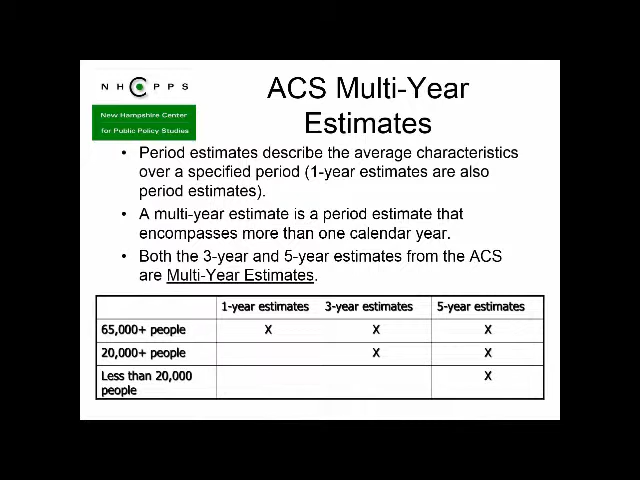 N H C P P S
New Hampshire Center
for Public Policy Studies
ACS Multi-Year
Estimates
• Period estimates describe the average characteristics
over a specified period (1-year estimates are also
period estimates).
• A multi-year estimate is a period estimate that
encompasses more than one calendar year.
• Both the 3-year and 5-year estimates from the ACS
are Multi-Year Estimates.
1-year estimates 3-year estimates 5-year estimates
65,000+ people X X X
20,000+ people X X
Less than 20,000 X
people